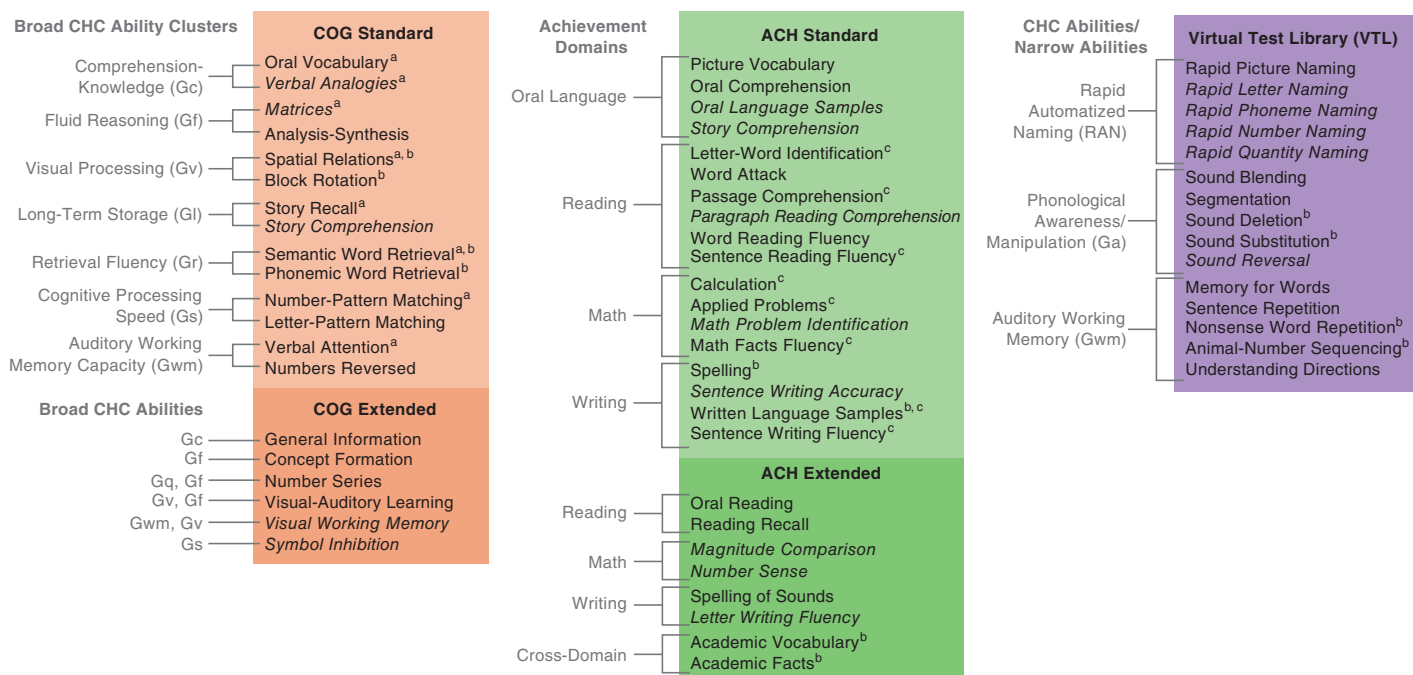 Broad CHC Ability Clusters
COG Standard
Comprehension-
Knowledge (Gc)
Oral Vocabularyᵃ
Verbal Analogiesᵃ
Fluid Reasoning (Gf)
Matricesᵃ
Analysis-Synthesis
Visual Processing (Gv)
Spatial Relationsᵃ, ᵇ
Block Rotationᵇ
Long-Term Storage (Gl)
Story Recallᵃ
Story Comprehension
Retrieval Fluency (Gr)
Semantic Word Retrievalᵃ, ᵇ
Phonemic Word Retrievalᵇ
Cognitive Processing
Speed (Gs)
Number-Pattern Matchingᵃ
Letter-Pattern Matching
Auditory Working
Memory Capacity (Gwm)
Verbal Attentionᵃ
Numbers Reversed
Broad CHC Abilities
COG Extended
Gc
General Information
Gf
Concept Formation
Gq, Gf
Number Series
Gv, Gf
Visual-Auditory Learning
Gwm, Gv
Visual Working Memory
Gs
Symbol Inhibition
Achievement
Domains
ACH Standard
Oral Language
Picture Vocabulary
Oral Comprehension
Oral Language Samples
Story Comprehension
Reading
Letter-Word Identificationᶜ
Word Attack
Passage Comprehensionᶜ
Paragraph Reading Comprehension
Word Reading Fluency
Sentence Reading Fluencyᶜ
Math
Calculationᶜ
Applied Problemsᶜ
Math Problem Identification
Math Facts Fluencyᶜ
Writing
Spellingᵇ
Sentence Writing Accuracy
Written Language Samplesᵇ, ᶜ
Sentence Writing Fluencyᶜ
ACH Extended
Reading
Oral Reading
Reading Recall
Math
Magnitude Comparison
Number Sense
Writing
Spelling of Sounds
Letter Writing Fluency
Cross-Domain
Academic Vocabularyᵇ
Academic Factsᵇ
CHC Abilities/
Narrow Abilities
Virtual Test Library (VTL)
Rapid
Automatized
Naming (RAN)
Rapid Picture Naming
Rapid Letter Naming
Rapid Phoneme Naming
Rapid Number Naming
Rapid Quantity Naming
Phonological
Awareness/
Manipulation (Ga)
Sound Blending
Segmentation
Sound Deletionᵇ
Sound Substitutionᵇ
Sound Reversal
Auditory Working
Memory (Gwm)
Memory for Words
Sentence Repetition
Nonsense Word Repetitionᵇ
Animal-Number Sequencingᵇ
Understanding Directions